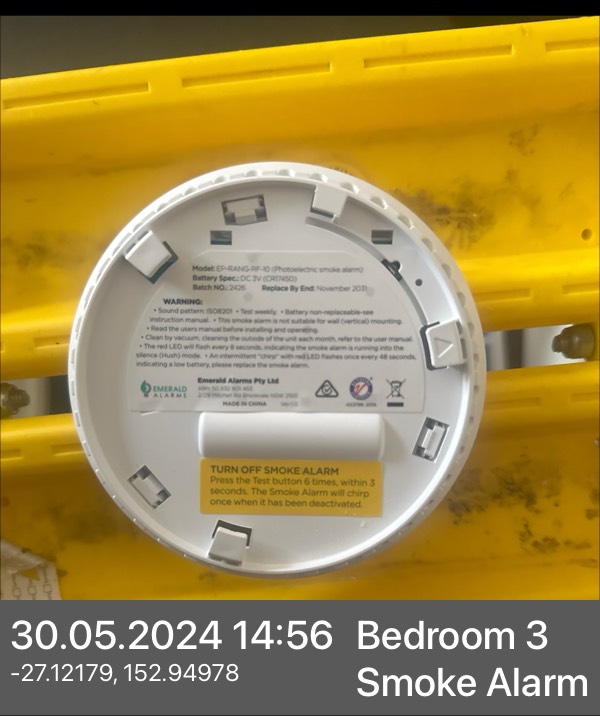 Model: EP-RANG-RF-10 (Photoelectric smoke alarm)
Battery Spec.: DC 3V (CR17450)
Batch NO.: 2426 Replace By End: November 2031
WARNING:
• Sound pattern: ISO8201 • Test weekly. • Battery non-replaceable-see
instruction manual. • This smoke alarm is not suitable for wall (vertical) mounting.
• Read the users manual before installing and operating.
• Clean by vacuum, cleaning the outside of the unit each month, refer to the user manual.
• The red LED will flash every 8 seconds, indicating the smoke alarm is running into the
silence (Hush) mode. • An intermittent "chirp" with red LED flashes once every 48 seconds,
indicating a low battery, please replace the smoke alarm.
EMERALD
ALARMS
Emerald Alarms Pty Ltd
MADE IN CHINA
TURN OFF SMOKE ALARM
Press the Test button 6 times, within 3
seconds. The Smoke Alarm will chirp
once when it has been deactivated.
30.05.2024 14:56
-27.12179, 152.94978
Bedroom 3
Smoke Alarm